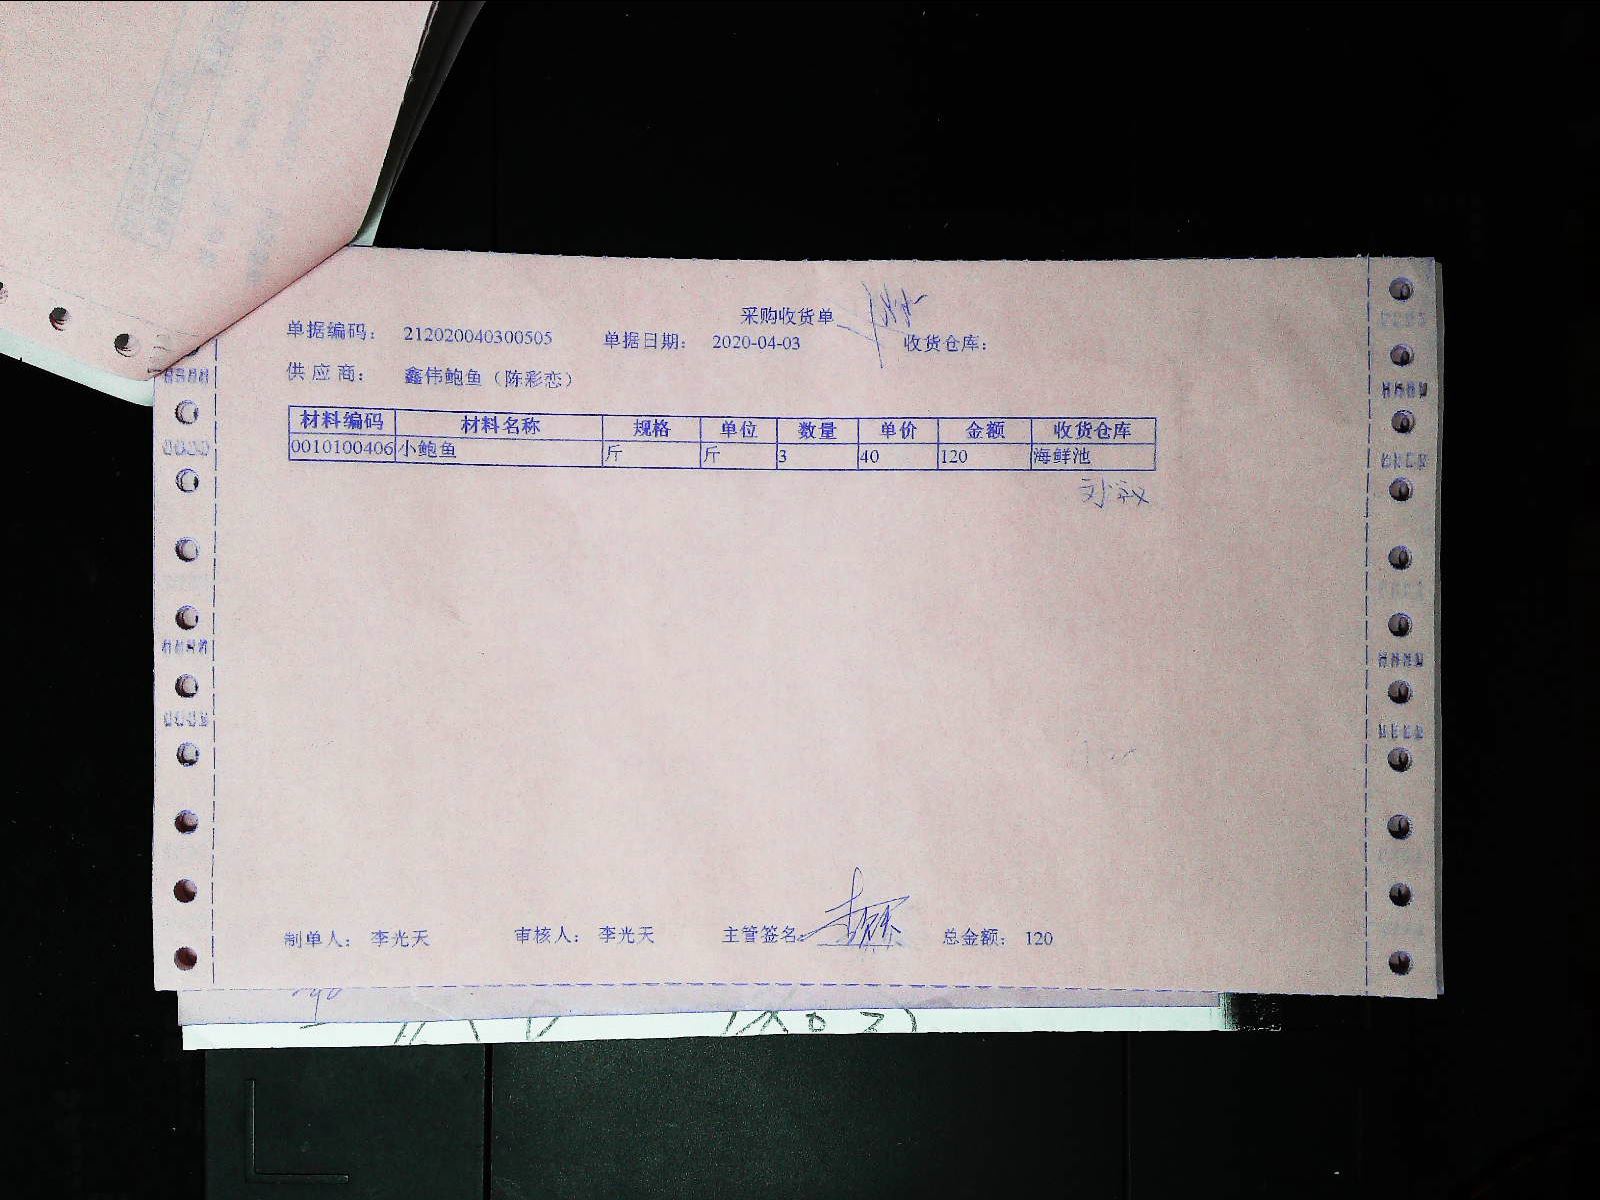 采购收货单
单据编码： 212020040300505 单据日期： 2020-04-03 收货仓库：
供应商： 鑫伟鲍鱼（陈彩恋）
材料编码 材料名称 规格 单位 数量 单价 金额 收货仓库
0010100406 小鲍鱼 斤 斤 3 40 120 海鲜池
制单人： 李光天 审核人： 李光天 主管签名： 总金额： 120